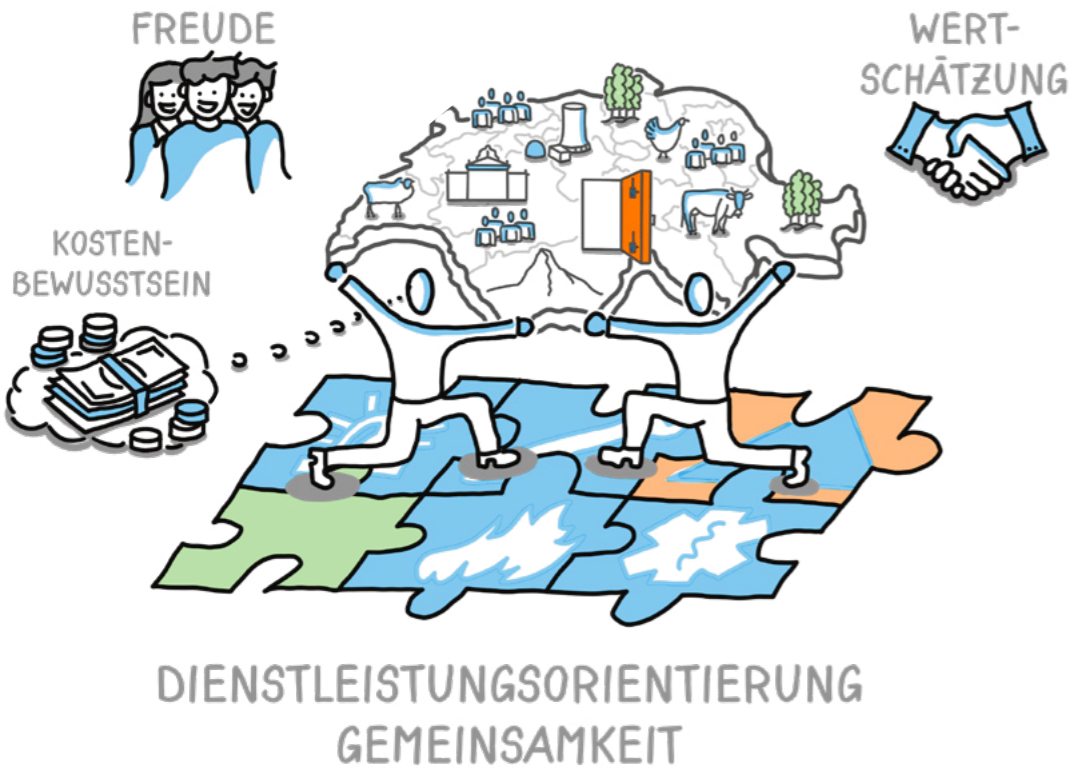 FREUDE
WERT-
SCHÄTZUNG
KOSTEN-
BEWUSSTSEIN
DIENSTLEISTUNGSORIENTIERUNG
GEMEINSAMKEIT